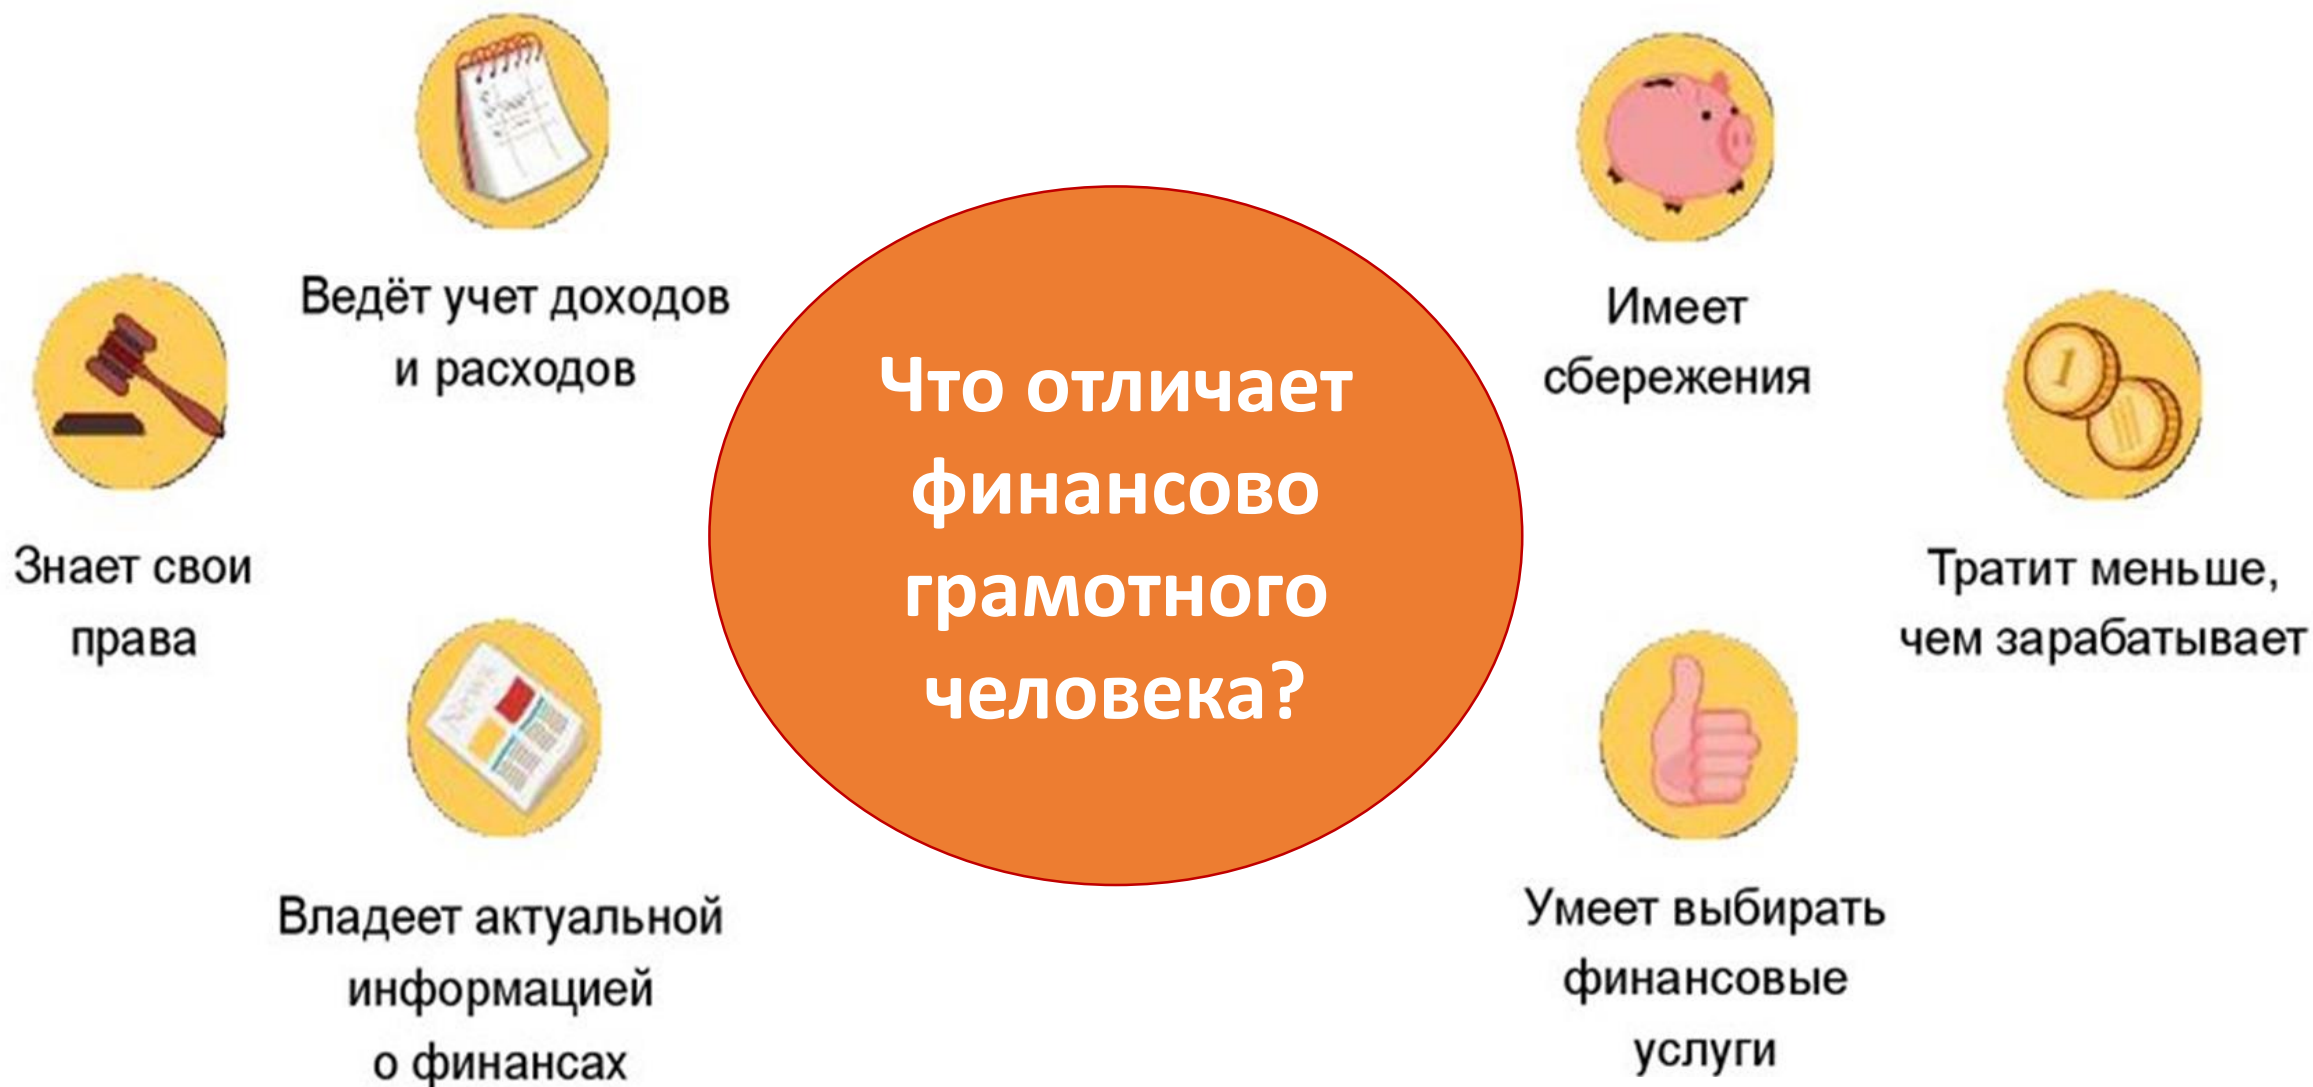 Ведёт учет доходов
и расходов
Знает свои
права
Владеет актуальной
информацией
о финансах
Что отличает
финансово
грамотного
человека?
Имеет
сбережения
1
Тратит меньше,
чем зарабатывает
Умеет выбирать
финансовые
услуги